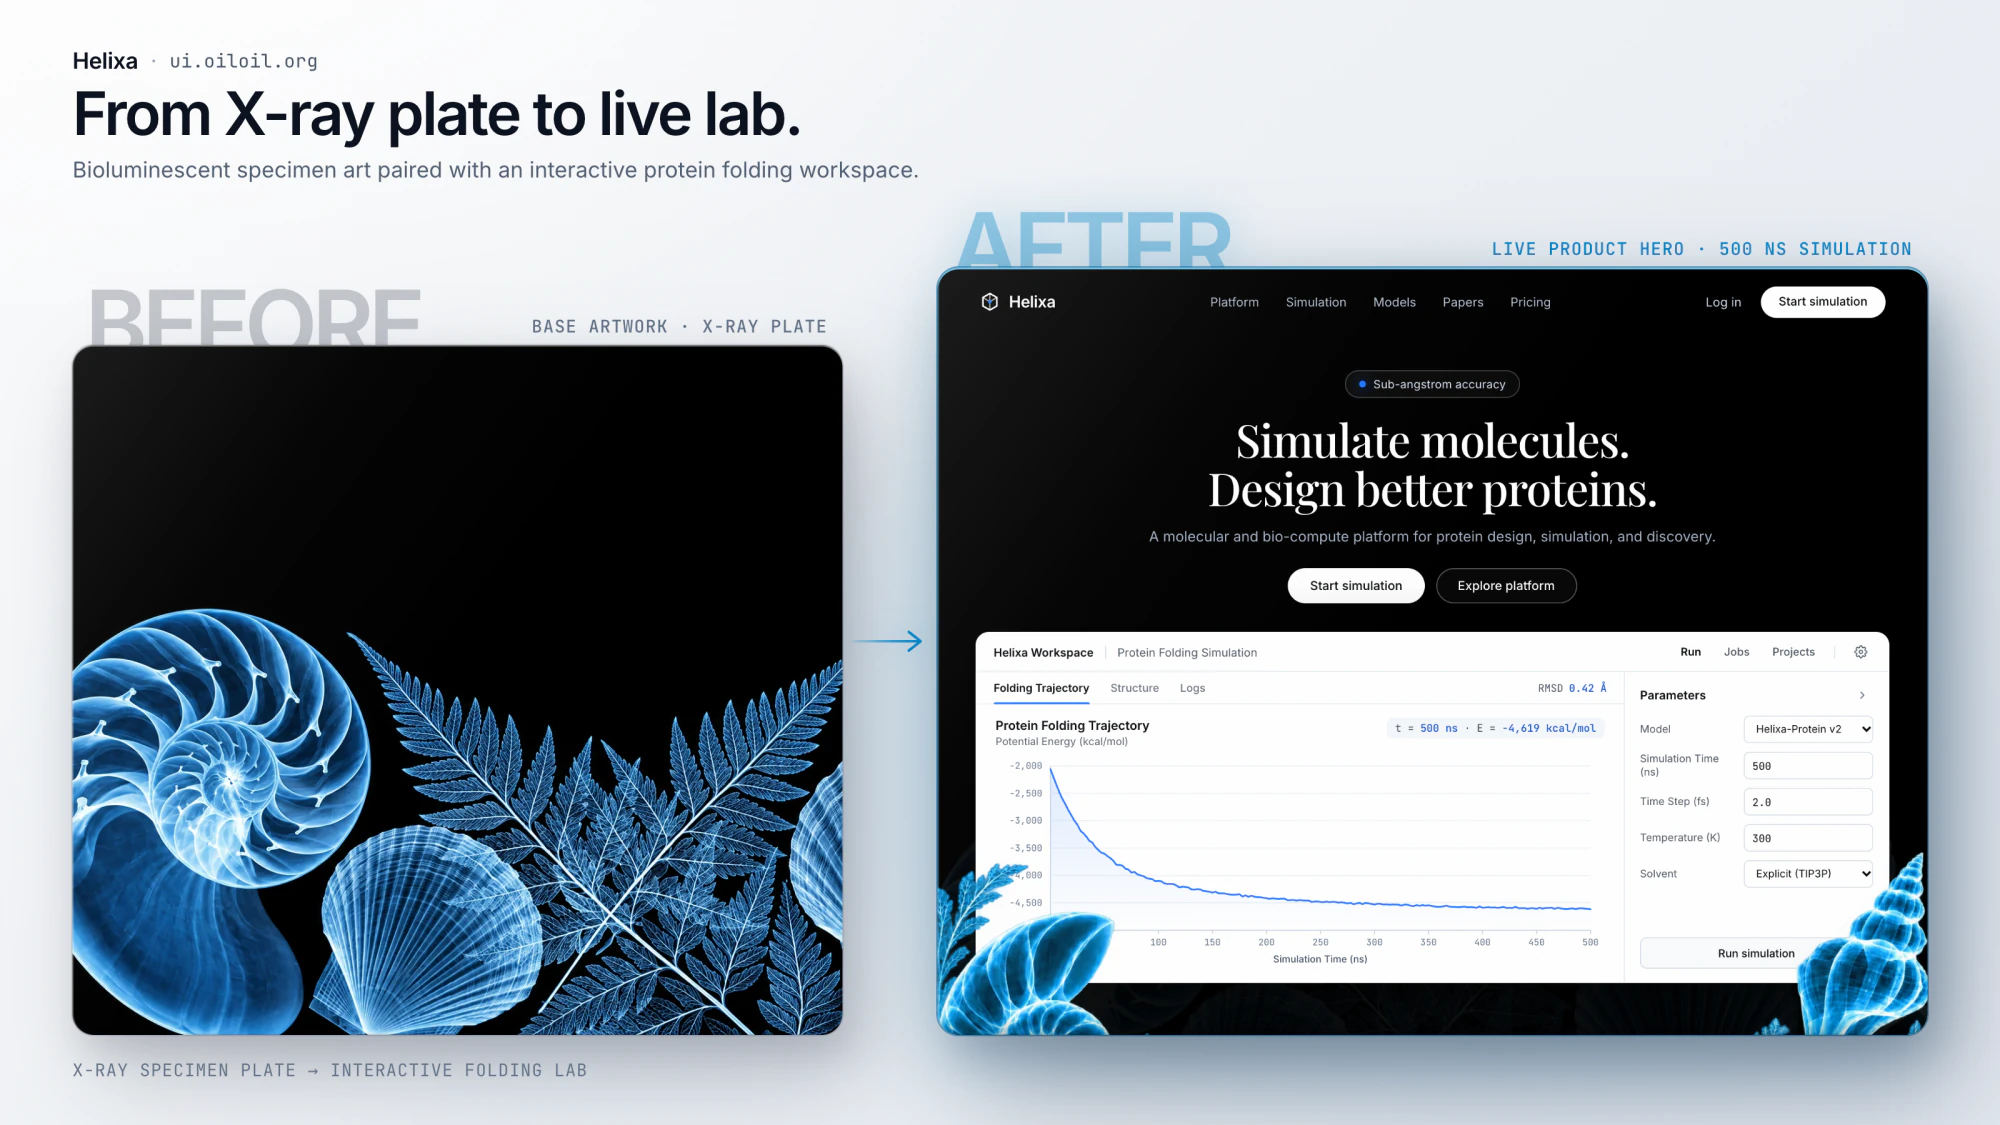 Helixa · ui.oiloil.org
From X-ray plate to live lab.
Bioluminescent specimen art paired with an interactive protein folding workspace.
BEFORE
BASE ARTWORK · X-RAY PLATE
AFTER
LIVE PRODUCT HERO · 500 NS SIMULATION
Helixa
Platform Simulation Models Papers Pricing
Log in Start simulation
Sub-angstrom accuracy
Simulate molecules.
Design better proteins.
A molecular and bio-compute platform for protein design, simulation, and discovery.
Start simulation Explore platform
Helixa Workspace Protein Folding Simulation
Run Jobs Projects
Folding Trajectory Structure Logs
RMSD 0.42 Å
Protein Folding Trajectory
Potential Energy (kcal/mol)
t = 500 ns · E = -4,619 kcal/mol
-2,000
-2,500
-3,000
-3,500
4,000
-4,500
100 150 200 250 300 350 400 450 500
Simulation Time (ns)
Parameters
Model Helixa-Protein v2
Simulation Time
(ns)
500
Time Step (fs) 2.0
Temperature (K) 300
Solvent Explicit (TIP3P)
Run simulation
X-RAY SPECIMEN PLATE → INTERACTIVE FOLDING LAB